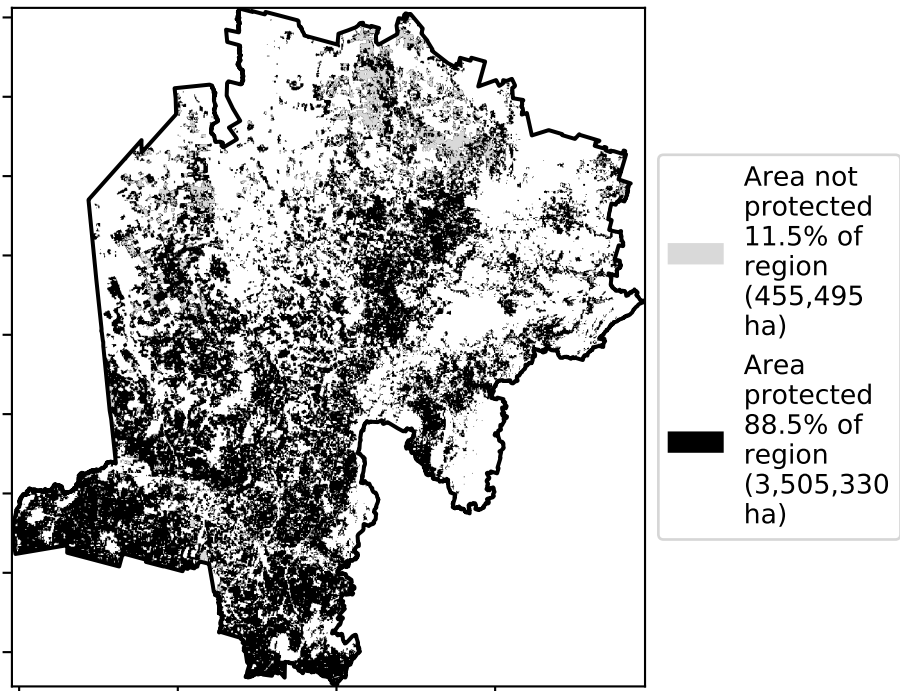 Area not
protected
11.5% of
region
(455,495
ha)
Area
protected
88.5% of
region
(3,505,330
ha)